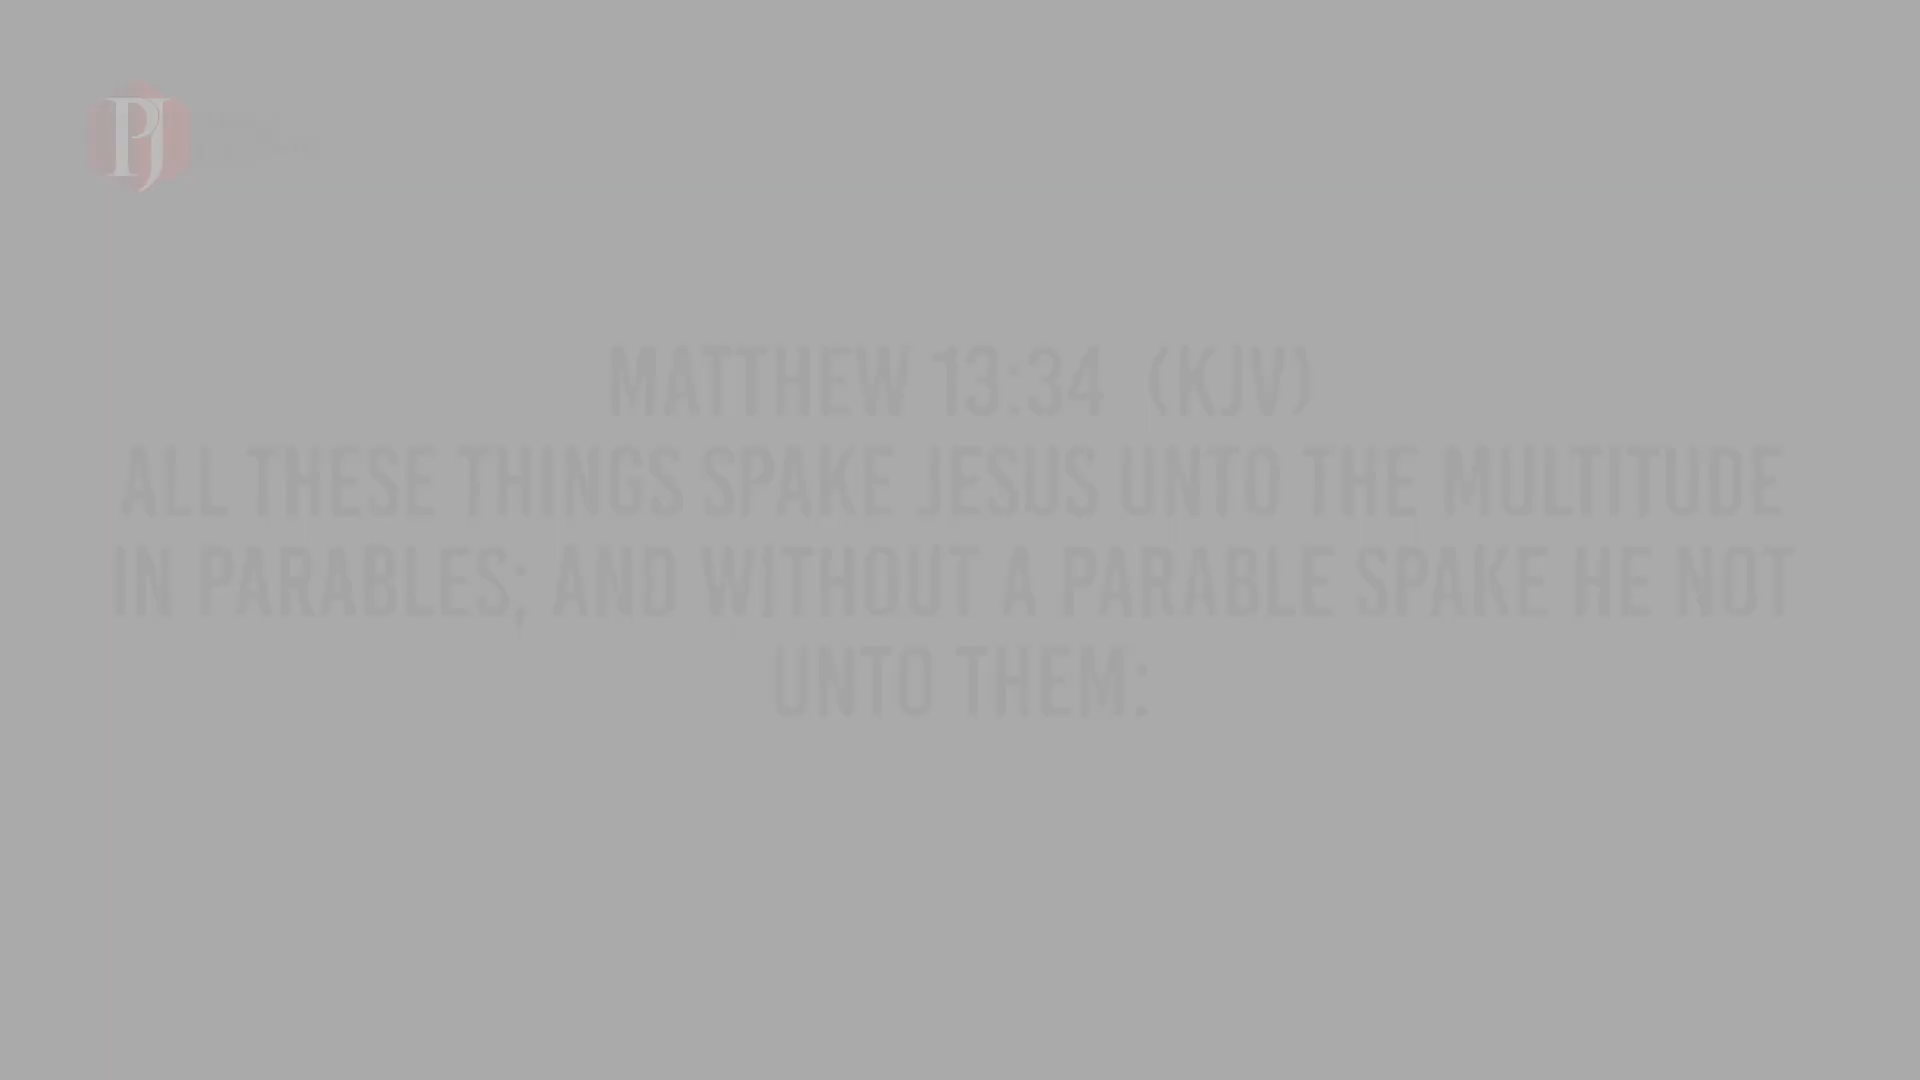 PJ
MATTHEW 13:34 (KJV)
ALL THESE THINGS SPAKE JESUS UNTO THE MULTITUDE
IN PARABLES; AND WITHOUT A PARABLE SPAKE HE NOT
UNTO THEM: